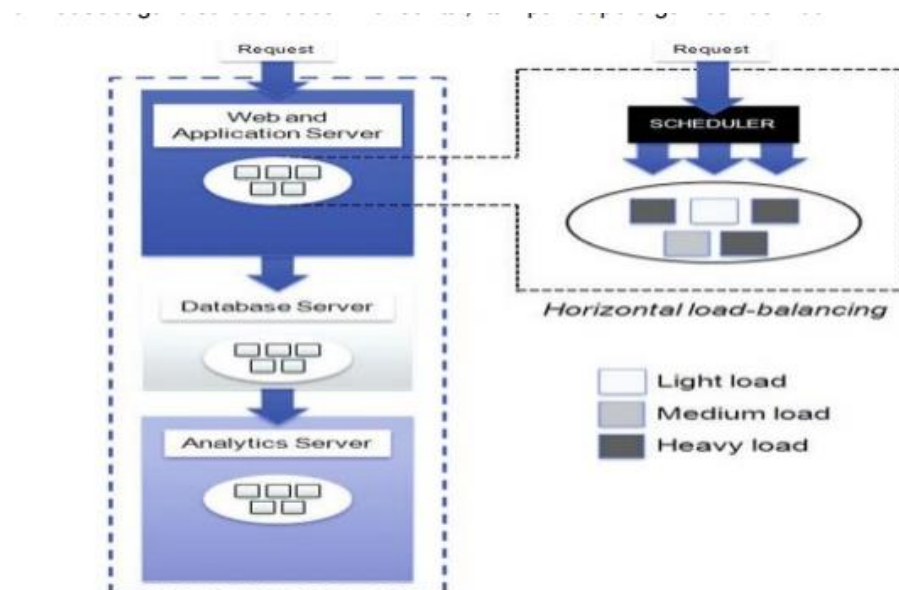 Request
Web and
Application Server
Database Server
Analytics Server
Request
SCHEDULER
Horizontal load-balancing
Light load
Medium load
Heavy load